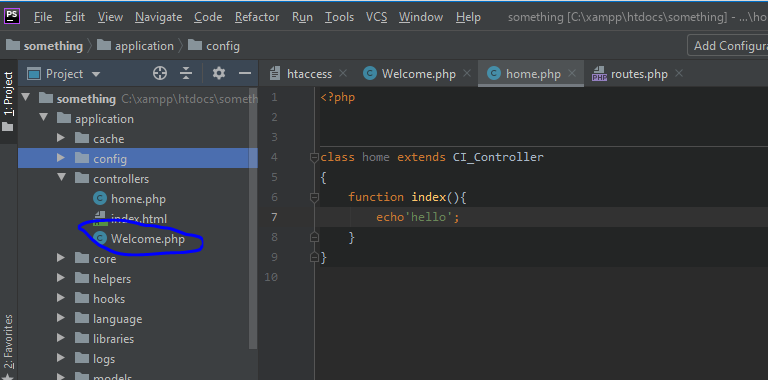 PS File Edit View Navigate Code Refactor Run Tools VCS Window Help something [C:\xampp\htdocs\something] - ...\ho
something application config Add Configura
1: Project
Project
htaccess Welcome.php home.php routes.php
something C:\xampp\htdocs\someth
application
cache
config
controllers
home.php
index.html
Welcome.php
core
helpers
hooks
language
libraries
logs
models
2: Favorites
1 <?php
2
3
4 class home extends CI_Controller
5 {
6 function index(){
7 echo'hello';
8 }
9 }
10